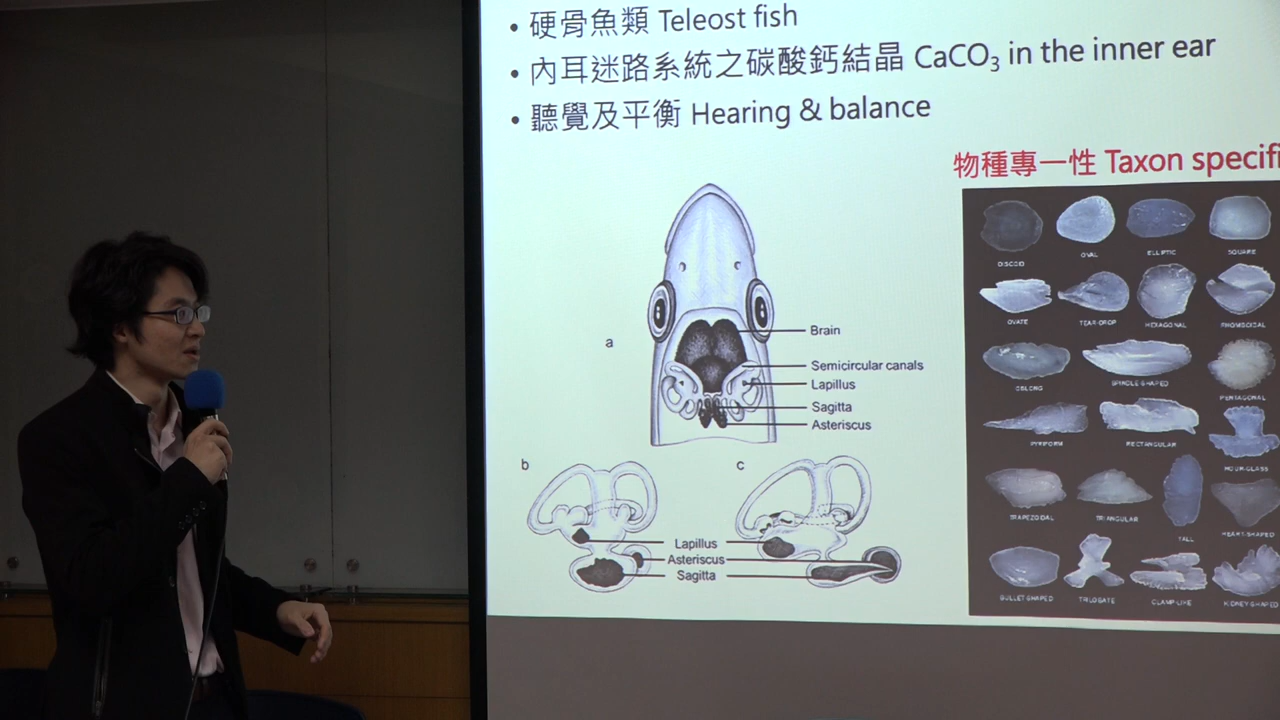 • 硬骨魚類 Teleost fish
• 內耳迷路系統之碳酸鈣結晶 CaCO₃ in the inner ear
• 聽覺及平衡 Hearing & balance
物種專一性 Taxon specifi
a
Brain
Semicircular canals
Lapillus
Sagitta
Asteriscus
b
c
Lapillus
Asteriscus
Sagitta
DISCOID
OVAL
ELLIPTIC
SQUARE
OVATE
TEAR-DROP
HEXAGONAL
RHOMBOIDAL
OBLONG
SPINDLE-SHAPED
PENTAGONAL
PYRIFORM
RECTANGULAR
HOUR-GLASS
TRAPEZOIDAL
TRIANGULAR
TALL
HEART-SHAPED
BULLET-SHAPED
TRILOBATE
CLAMP-LIKE
KIDNEY-SHAPED